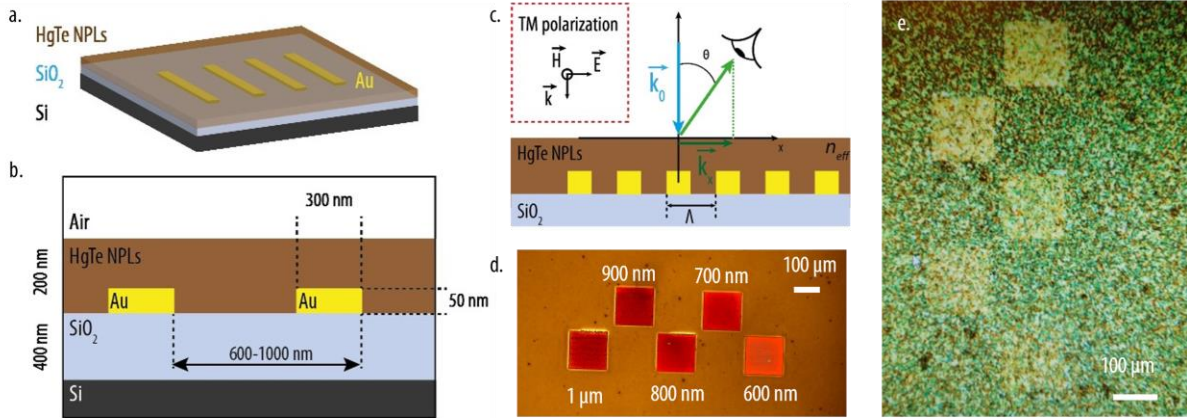 a.
HgTe NPLs
SiO2
Si
Au
b.
300 nm
Air
HgTe NPLs
200 nm
Au
Au
50 nm
SiO2
400 nm
600-1000 nm
Si
c.
TM polarization
H
E
k
θ
k0
x
HgTe NPLs
neff
kx
Λ
SiO2
d.
100 µm
900 nm
700 nm
1 µm
800 nm
600 nm
e.
100 µm